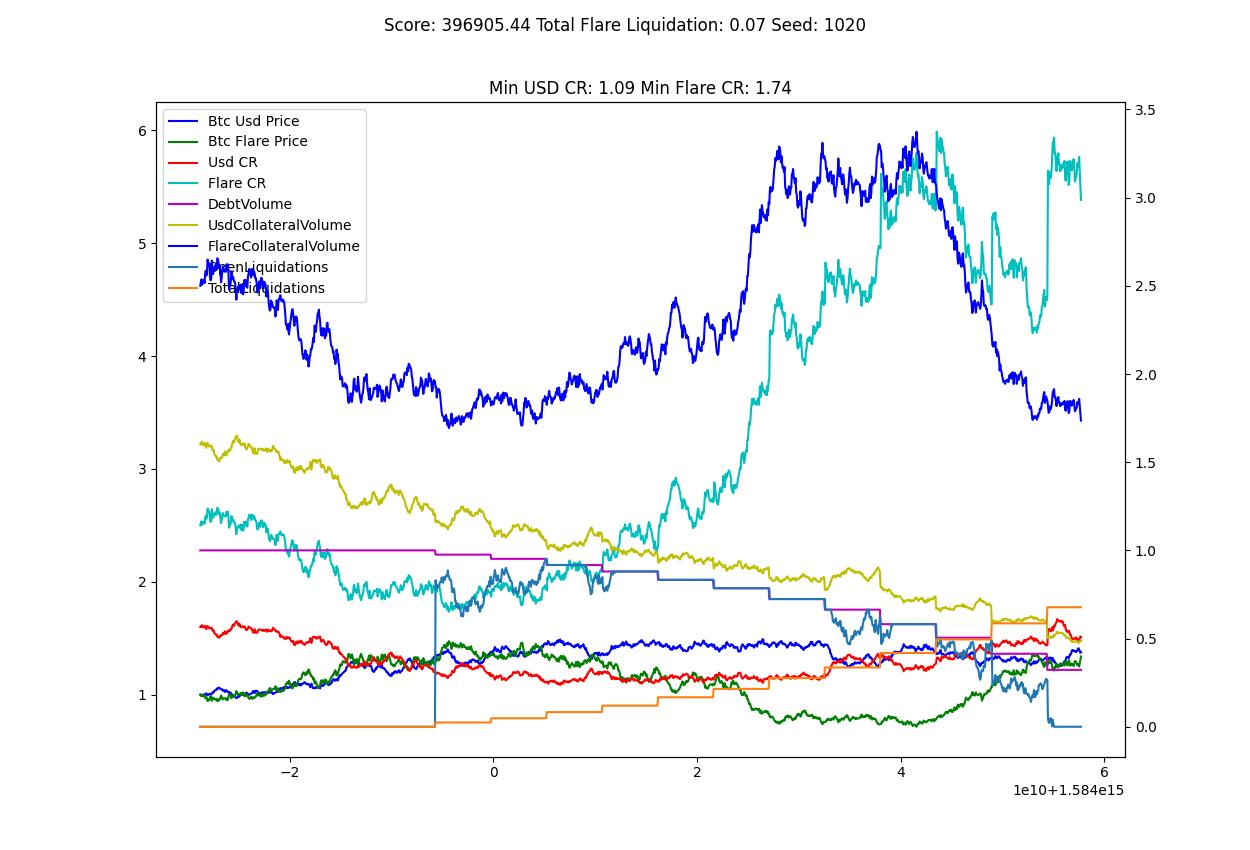 Score: 396905.44 Total Flare Liquidation: 0.07 Seed: 1020
Min USD CR: 1.09 Min Flare CR: 1.74
Btc Usd Price
Btc Flare Price
Usd CR
Flare CR
DebtVolume
UsdCollateralVolume
FlareCollateralVolume
OpenLiquidations
TotalLiquidations
6
5
4
3
2
1
3.5
3.0
2.5
2.0
1.5
1.0
0.5
0.0
−2 0 2 4 6
1e10+1.584e15